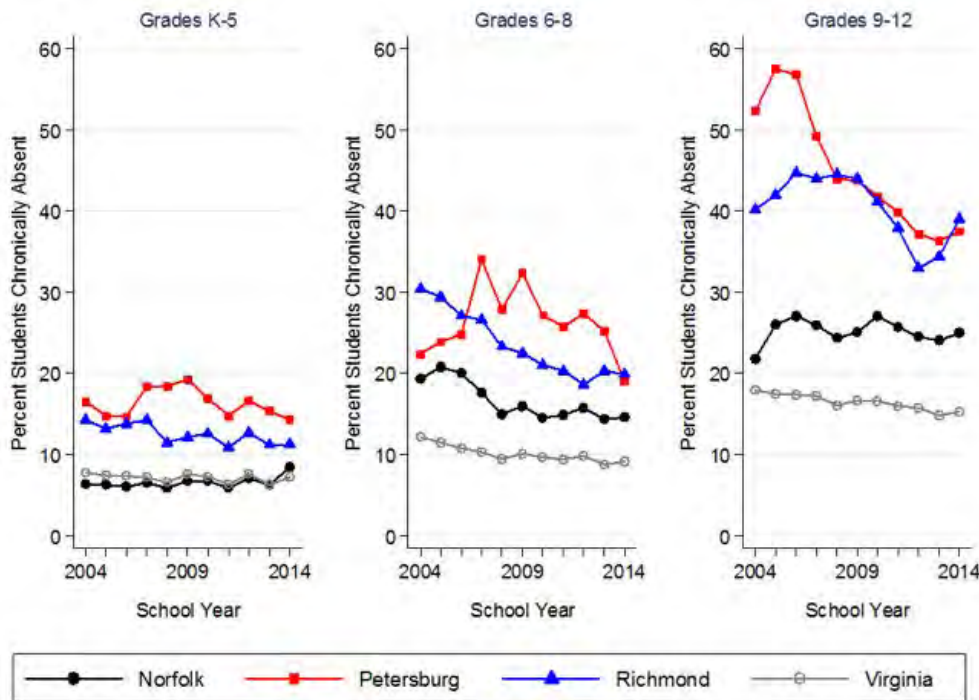 Grades K-5
Grades 6-8
Grades 9-12
Percent Students Chronically Absent
60
50
40
30
20
10
0
2004 2009 2014
School Year
Percent Students Chronically Absent
60
50
40
30
20
10
0
2004 2009 2014
School Year
Percent Students Chronically Absent
60
50
40
30
20
10
0
2004 2009 2014
School Year
Norfolk Petersburg Richmond Virginia